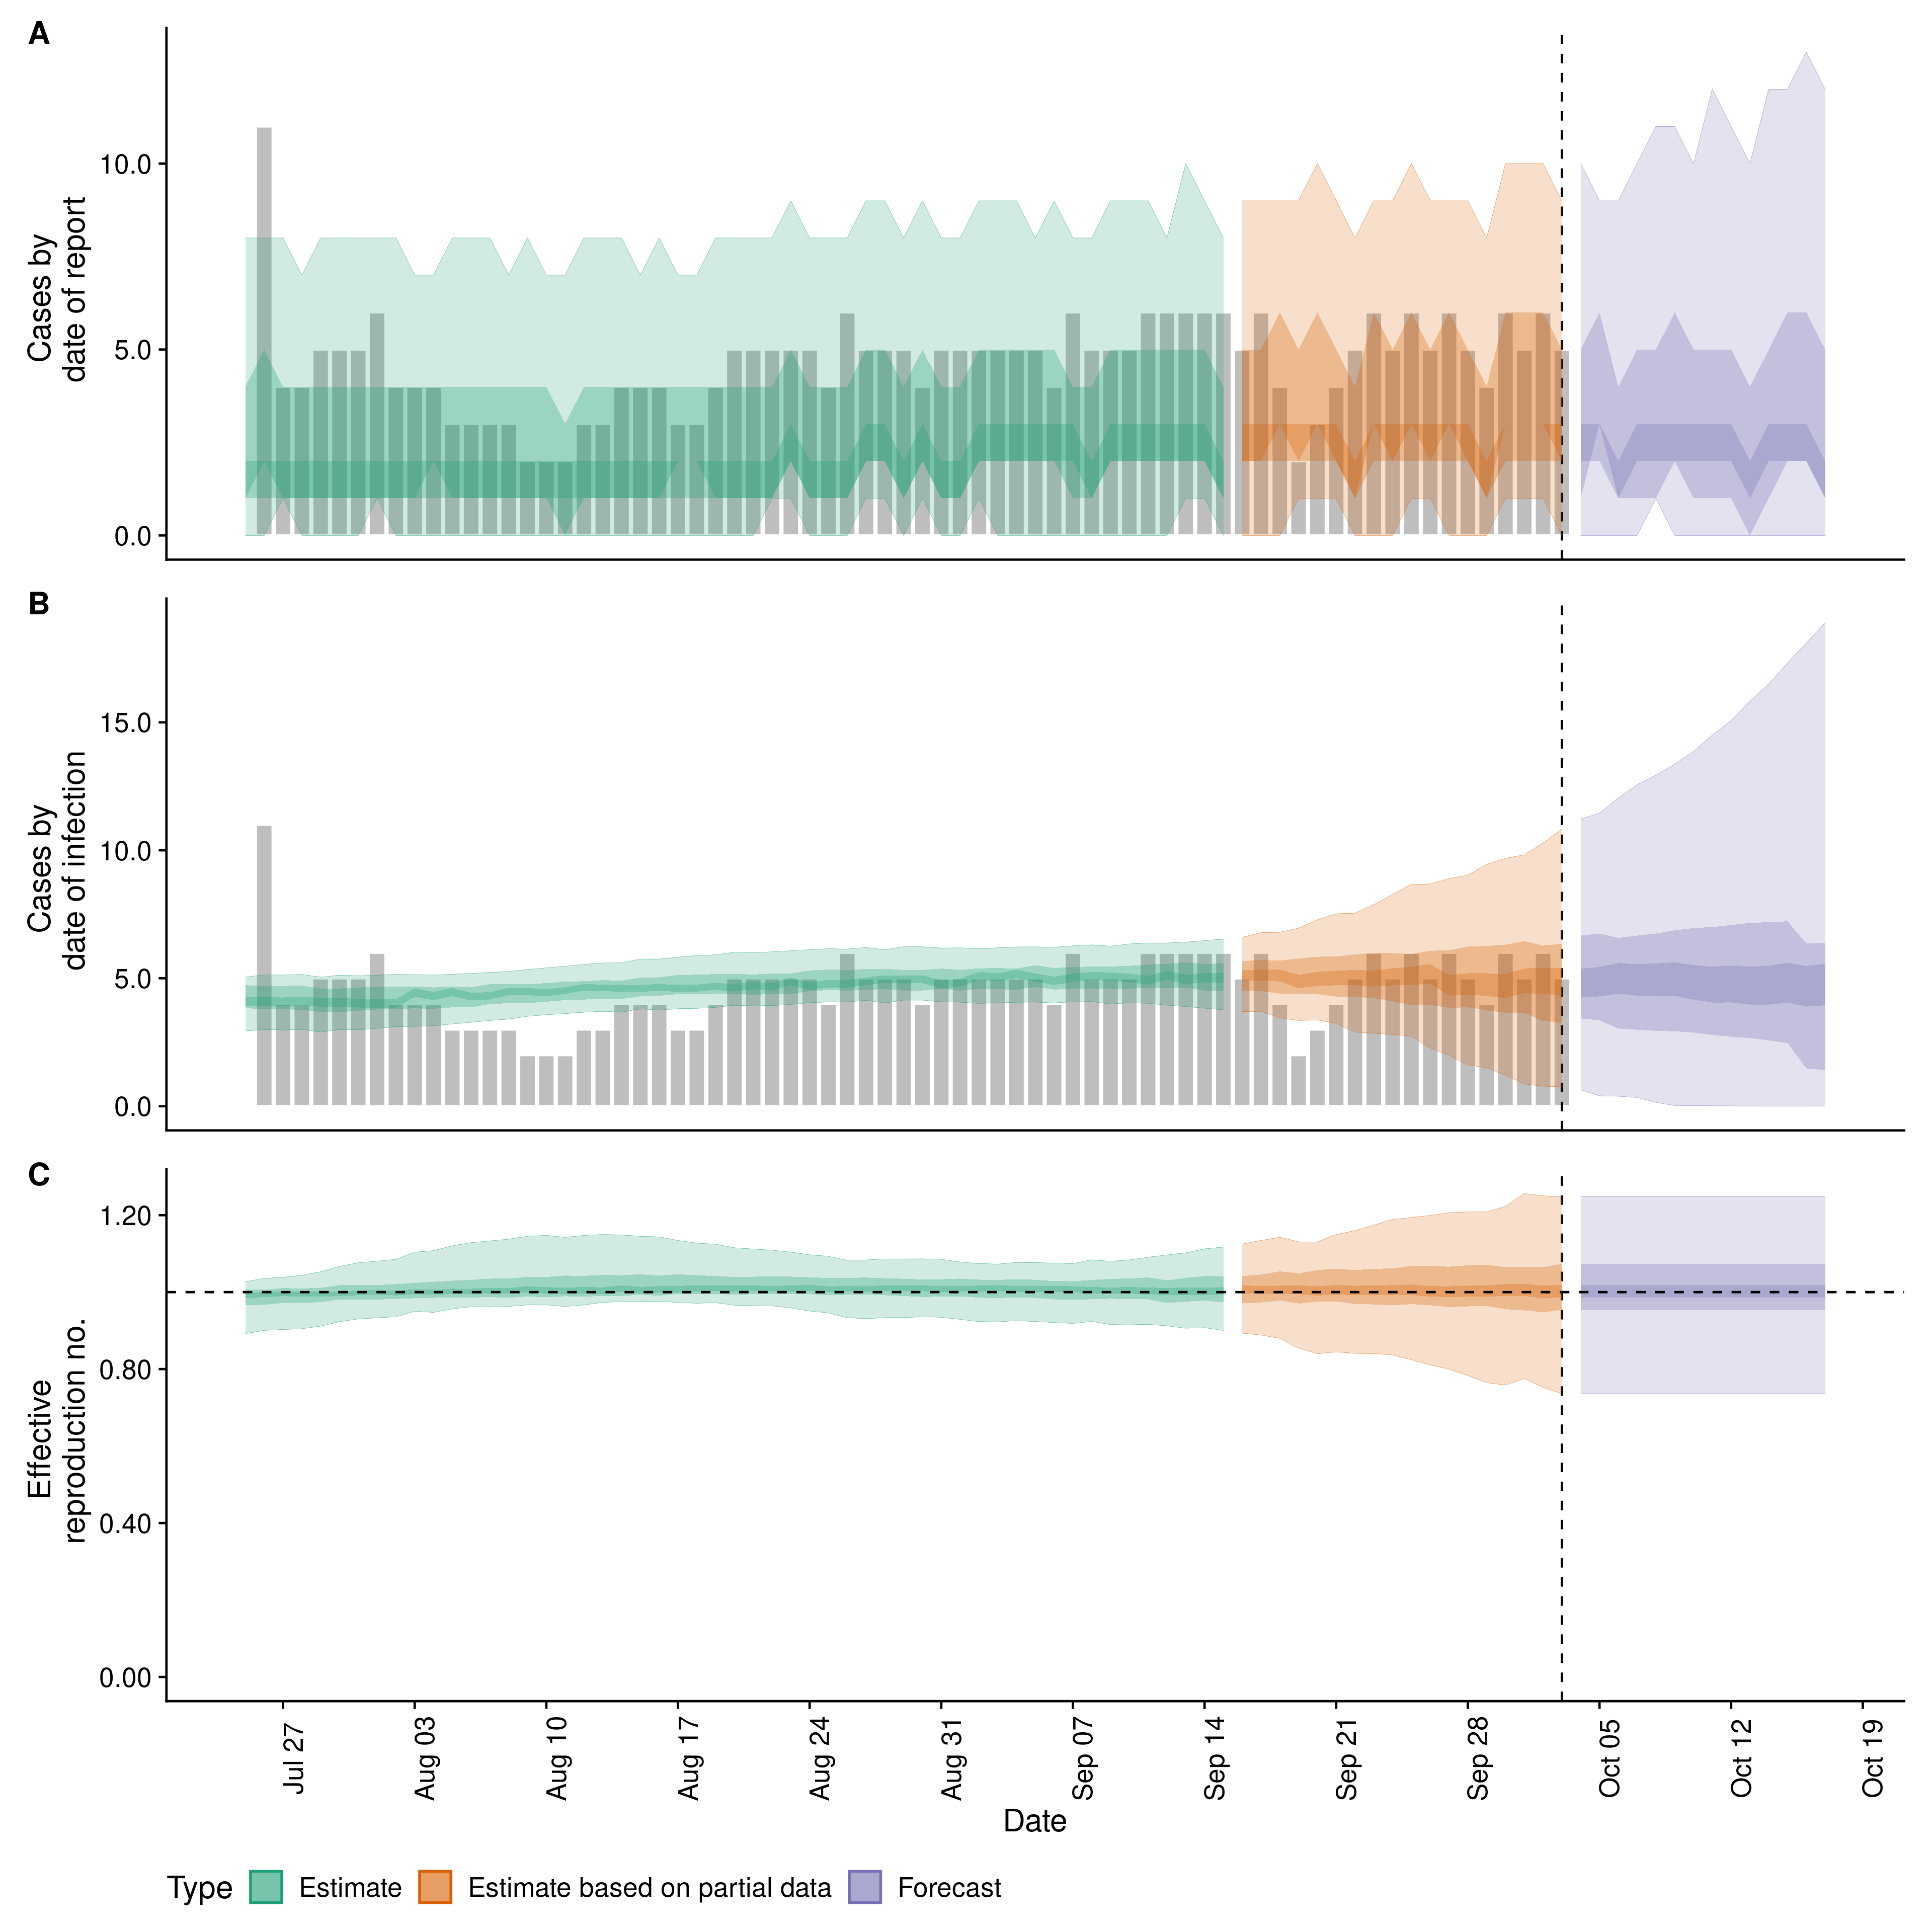 A
Cases by
date of report
10.0
5.0
0.0
B
Cases by
date of infection
15.0
10.0
5.0
0.0
C
Effective
reproduction no.
1.20
0.80
0.40
0.00
Jul 27
Aug 03
Aug 10
Aug 17
Aug 24
Aug 31
Sep 07
Sep 14
Sep 21
Sep 28
Oct 05
Oct 12
Oct 19
Date
Type Estimate Estimate based on partial data Forecast